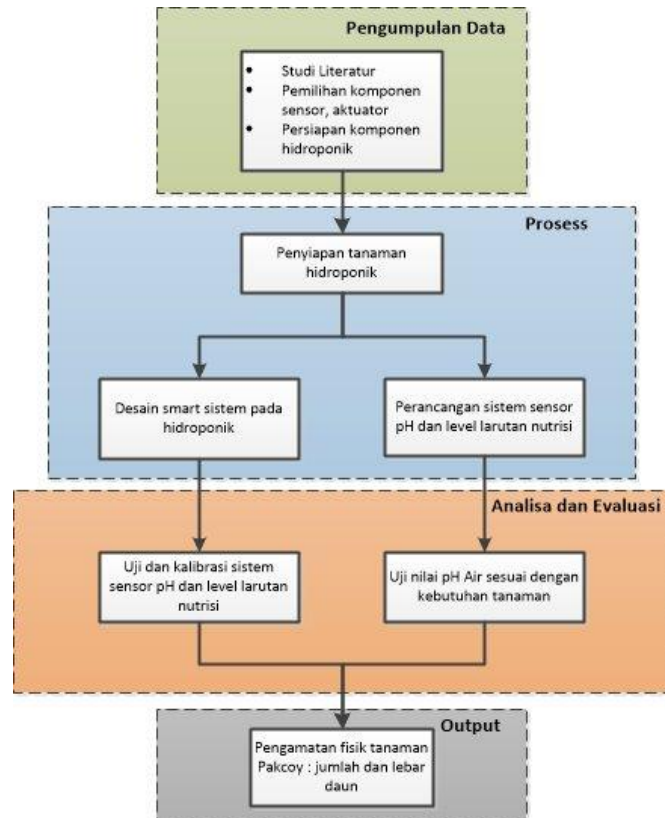 Pengumpulan Data
• Studi Literatur
• Pemilihan komponen
sensor, aktuator
• Persiapan komponen
hidroponik
Prosess
Penyiapan tanaman
hidroponik
Desain smart sistem pada
hidroponik
Perancangan sistem sensor
pH dan level larutan nutrisi
Analisa dan Evaluasi
Uji dan kalibrasi sistem
sensor pH dan level larutan
nutrisi
Uji nilai pH Air sesuai dengan
kebutuhan tanaman
Output
Pengamatan fisik tanaman
Pakcoy : jumlah dan lebar
daun